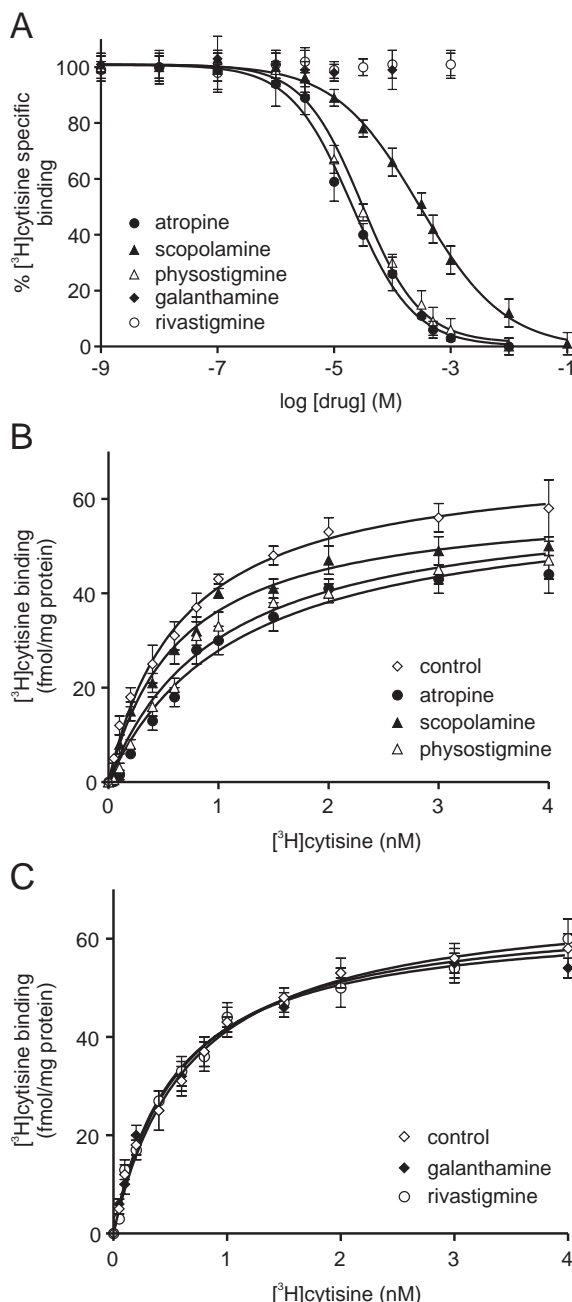 A
% [³H]cytisine specific
binding
100
80
60
40
20
0
atropine
scopolamine
physostigmine
galanthamine
rivastigmine
-9
-7
-5
-3
-1
log [drug] (M)
B
[³H]cytisine binding
(fmol/mg protein)
60
40
20
0
control
atropine
scopolamine
physostigmine
0
1
2
3
4
[³H]cytisine (nM)
C
[³H]cytisine binding
(fmol/mg protein)
60
40
20
0
control
galanthamine
rivastigmine
0
1
2
3
4
[³H]cytisine (nM)